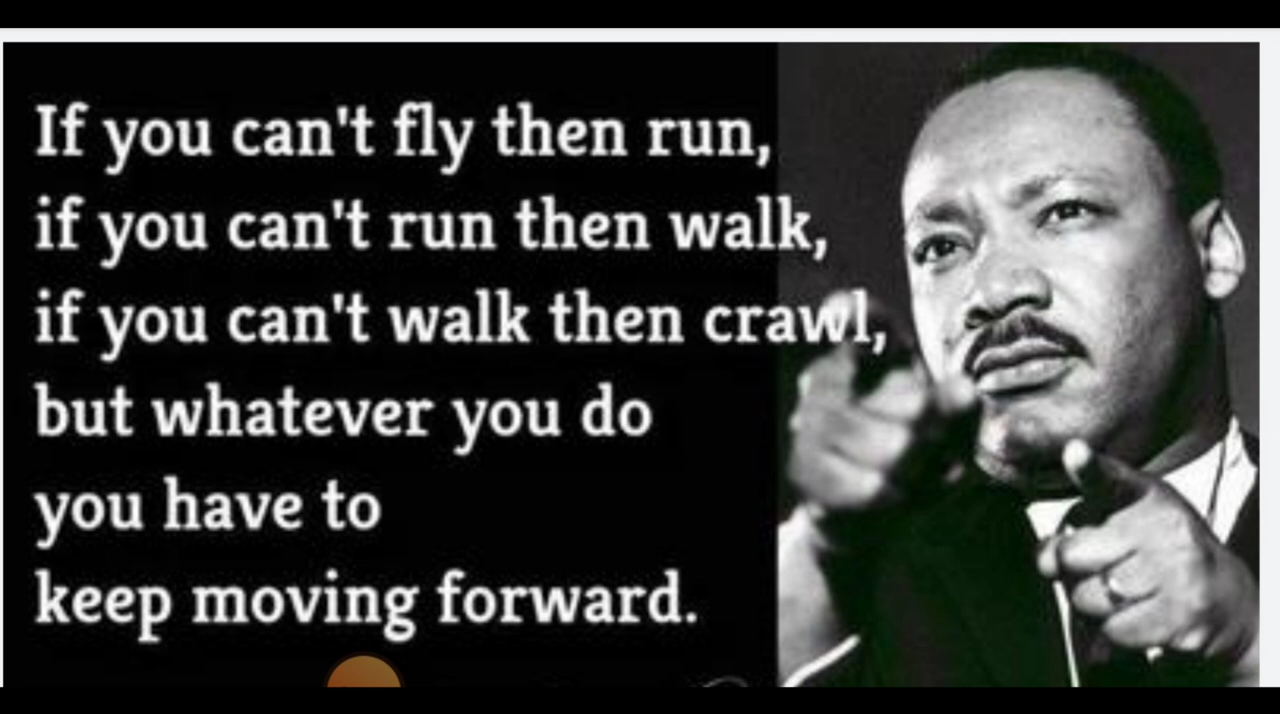 If you can't fly then run,
if you can't run then walk,
if you can't walk then crawl,
but whatever you do
you have to
keep moving forward.